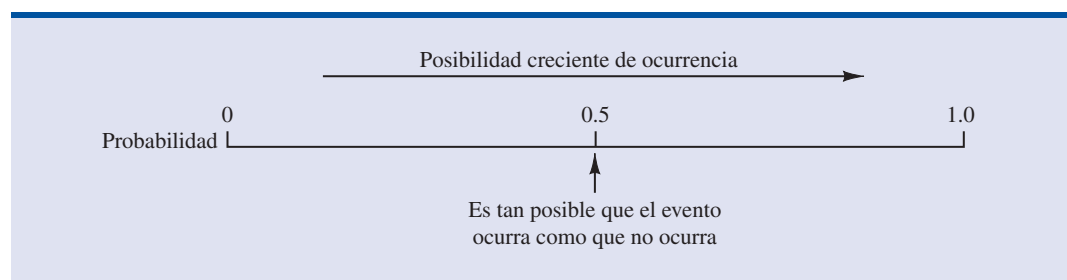 Posibilidad creciente de ocurrencia
0 0.5 1.0
Probabilidad
Es tan posible que el evento
ocurra como que no ocurra